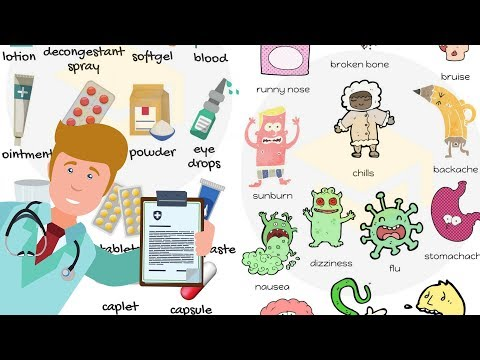 lotion
decongestant
spray
softgel
blood
ointment
powder
eye
drops
caplet
capsule
runny nose
broken bone
bruise
sunburn
chills
backache
nausea
dizziness
flu